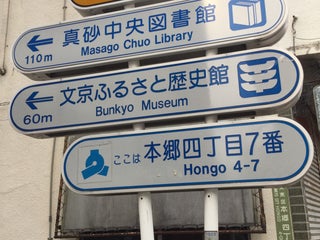 真砂中央図書館
Masago Chuo Library
110m
文京ふるさと歴史館
Bunkyo Museum
60m
ここは 本郷四丁目7番
Hongo 4-7